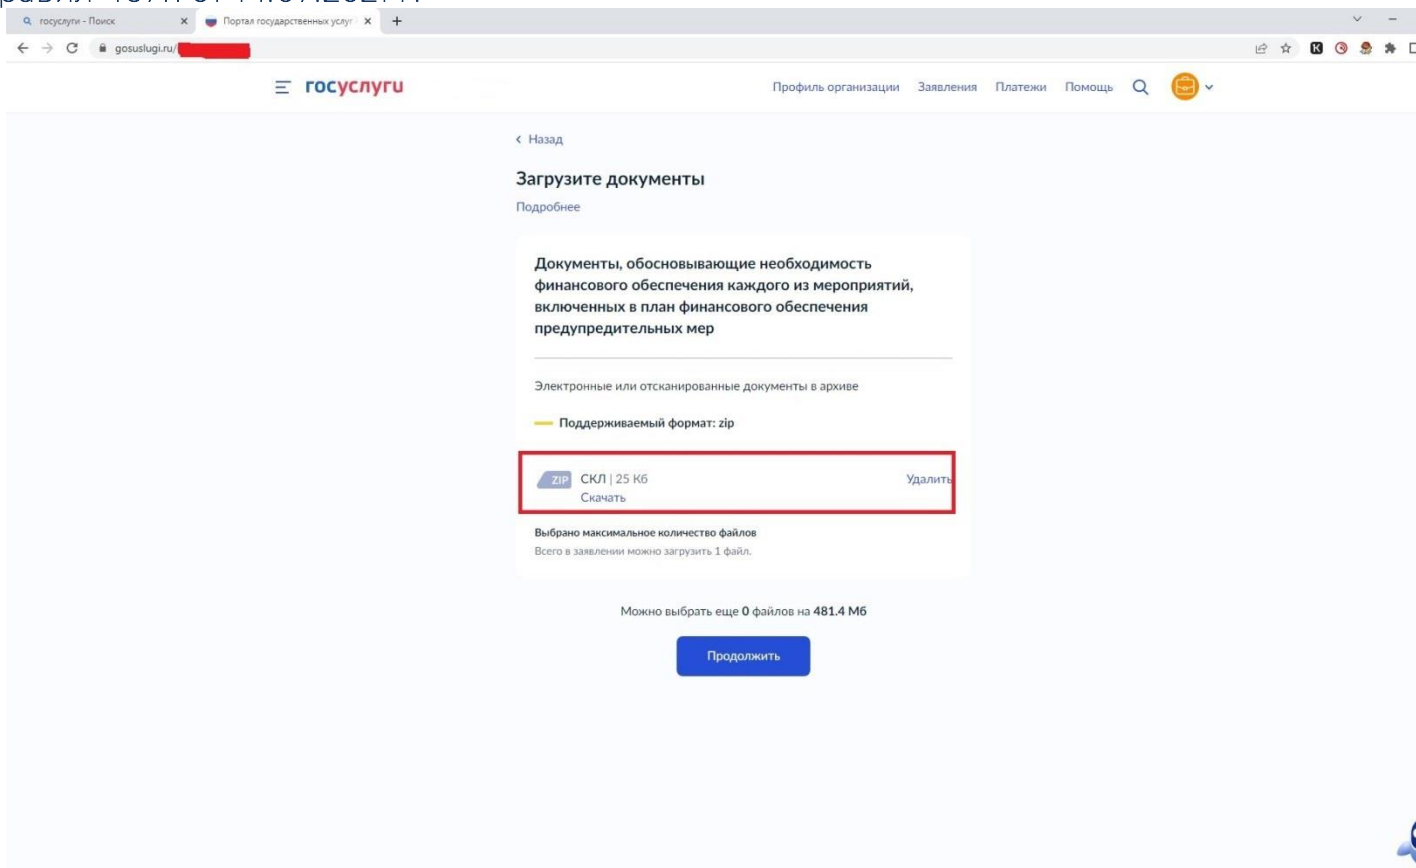 госуслуги - Поиск
Портал государственных услуг
gosuslugi.ru/
госуслуги
Профиль организации Заявления Платежи Помощь
Назад
Загрузите документы
Подробнее
Документы, обосновывающие необходимость
финансового обеспечения каждого из мероприятий,
включенных в план финансового обеспечения
предупредительных мер
Электронные или отсканированные документы в архиве
Поддерживаемый формат: zip
ZIP СКЛ | 25 Кб Удалить
Скачать
Выбрано максимальное количество файлов
Всего в заявлении можно загрузить 1 файл.
Можно выбрать еще 0 файлов на 481.4 Мб
Продолжить